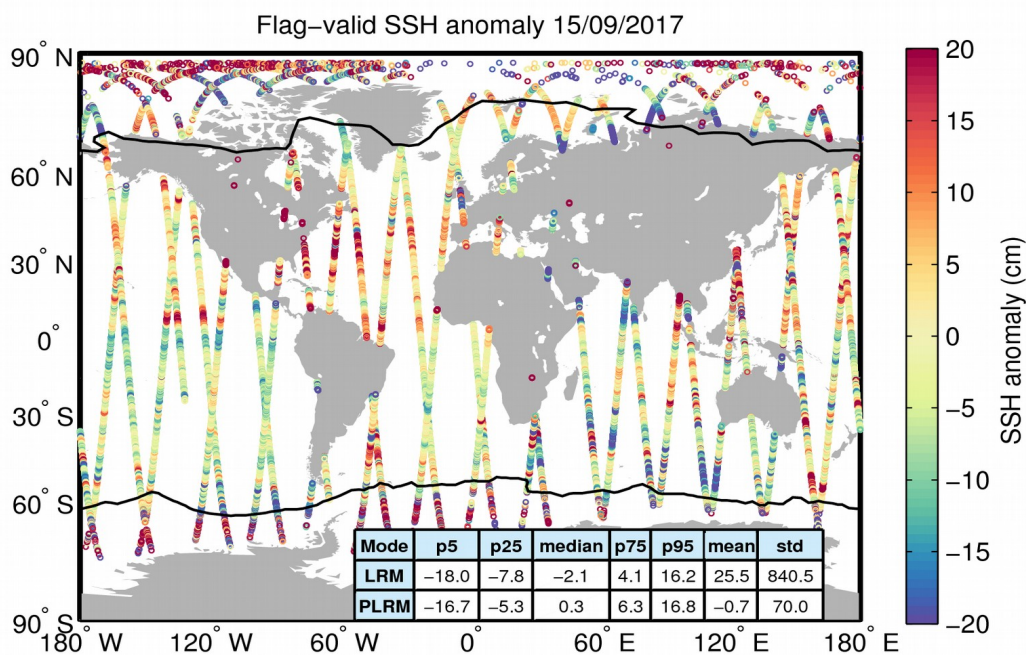 Flag−valid SSH anomaly 15/09/2017
90° N
60° N
30° N
0°
30° S
60° S
90° S
180° W
120° W
60° W
0°
60° E
120° E
180° E
Mode p5 p25 median p75 p95 mean std
LRM −18.0 −7.8 −2.1 4.1 16.2 25.5 840.5
PLRM −16.7 −5.3 0.3 6.3 16.8 −0.7 70.0
20
15
10
5
0
−5
−10
−15
−20
SSH anomaly (cm)